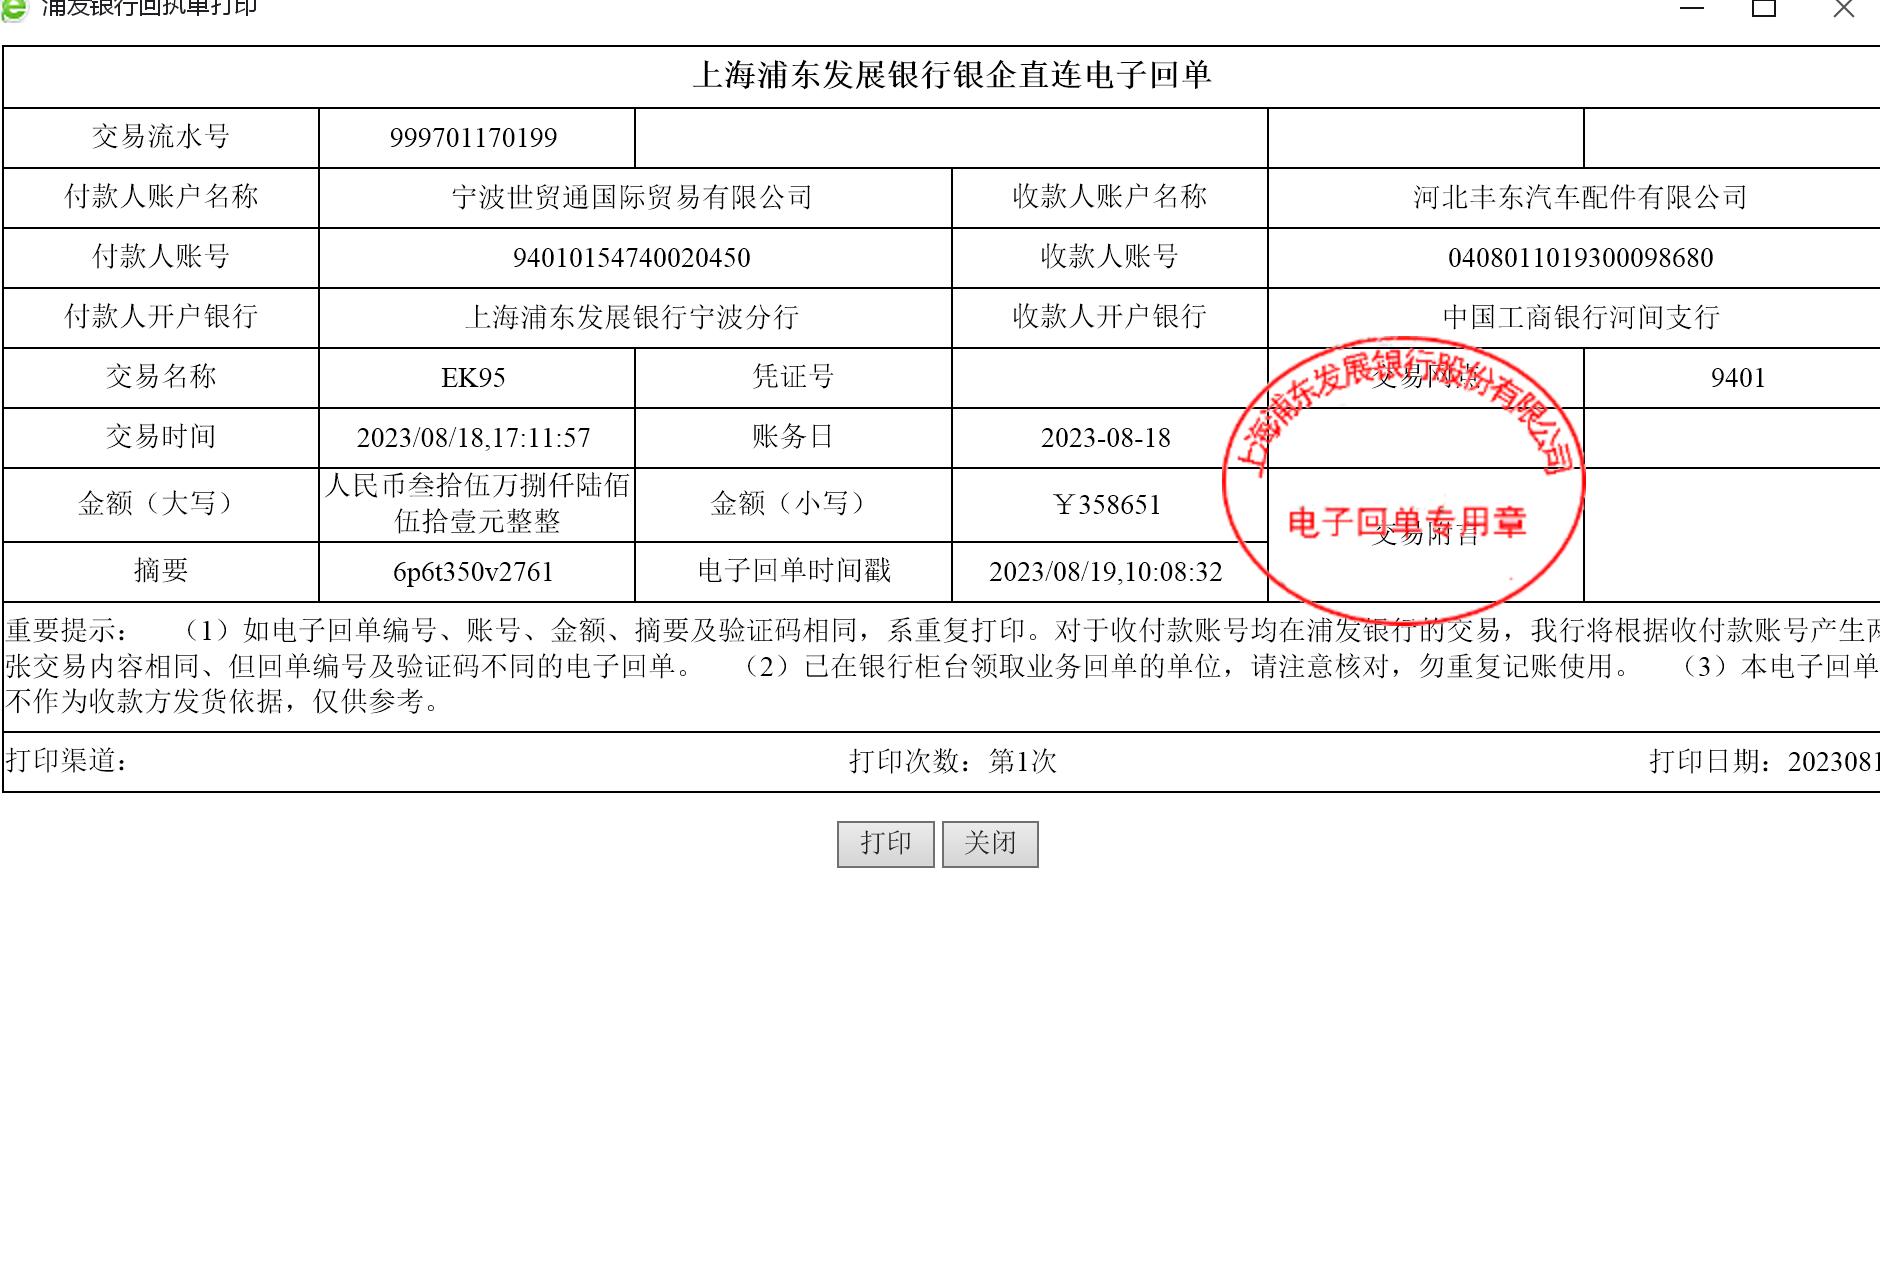 浦发银行回执单打印
上海浦东发展银行银企直连电子回单
交易流水号 999701170199
付款人账户名称 宁波世贸通国际贸易有限公司 收款人账户名称 河北丰东汽车配件有限公司
付款人账号 94010154740020450 收款人账号 0408011019300098680
付款人开户银行 上海浦东发展银行宁波分行 收款人开户银行 中国工商银行河间支行
交易名称 EK95 凭证号 交易网点 9401
交易时间 2023/08/18,17:11:57 账务日 2023-08-18
金额（大写） 人民币叁拾伍万捌仟陆佰
伍拾壹元整整 金额（小写） ￥358651
交易附言
摘要 6p6t350v2761 电子回单时间戳 2023/08/19,10:08:32
上海浦东发展银行股份有限公司
电子回单专用章
重要提示： （1）如电子回单编号、账号、金额、摘要及验证码相同，系重复打印。对于收付款账号均在浦发银行的交易，我行将根据收付款账号产生两
张交易内容相同、但回单编号及验证码不同的电子回单。 （2）已在银行柜台领取业务回单的单位，请注意核对，勿重复记账使用。 （3）本电子回单
不作为收款方发货依据，仅供参考。
打印渠道： 打印次数：第1次 打印日期：2023081
打印 关闭